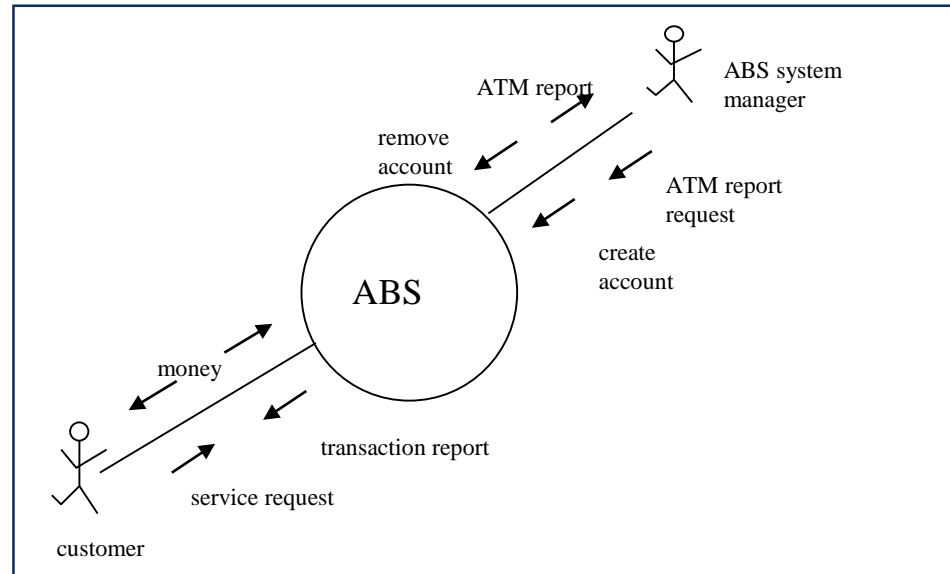 ATM report
ABS system
manager
remove
account
ATM report
request
create
account
ABS
money
transaction report
service request
customer